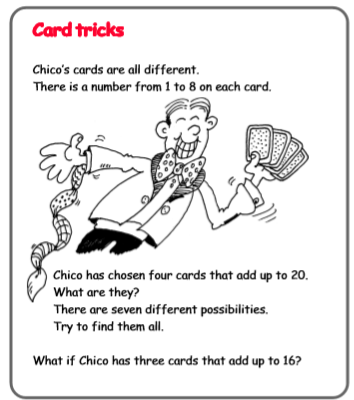 Card tricks
Chico's cards are all different.
There is a number from 1 to 8 on each card.
Chico has chosen four cards that add up to 20.
What are they?
There are seven different possibilities.
Try to find them all.
What if Chico has three cards that add up to 16?